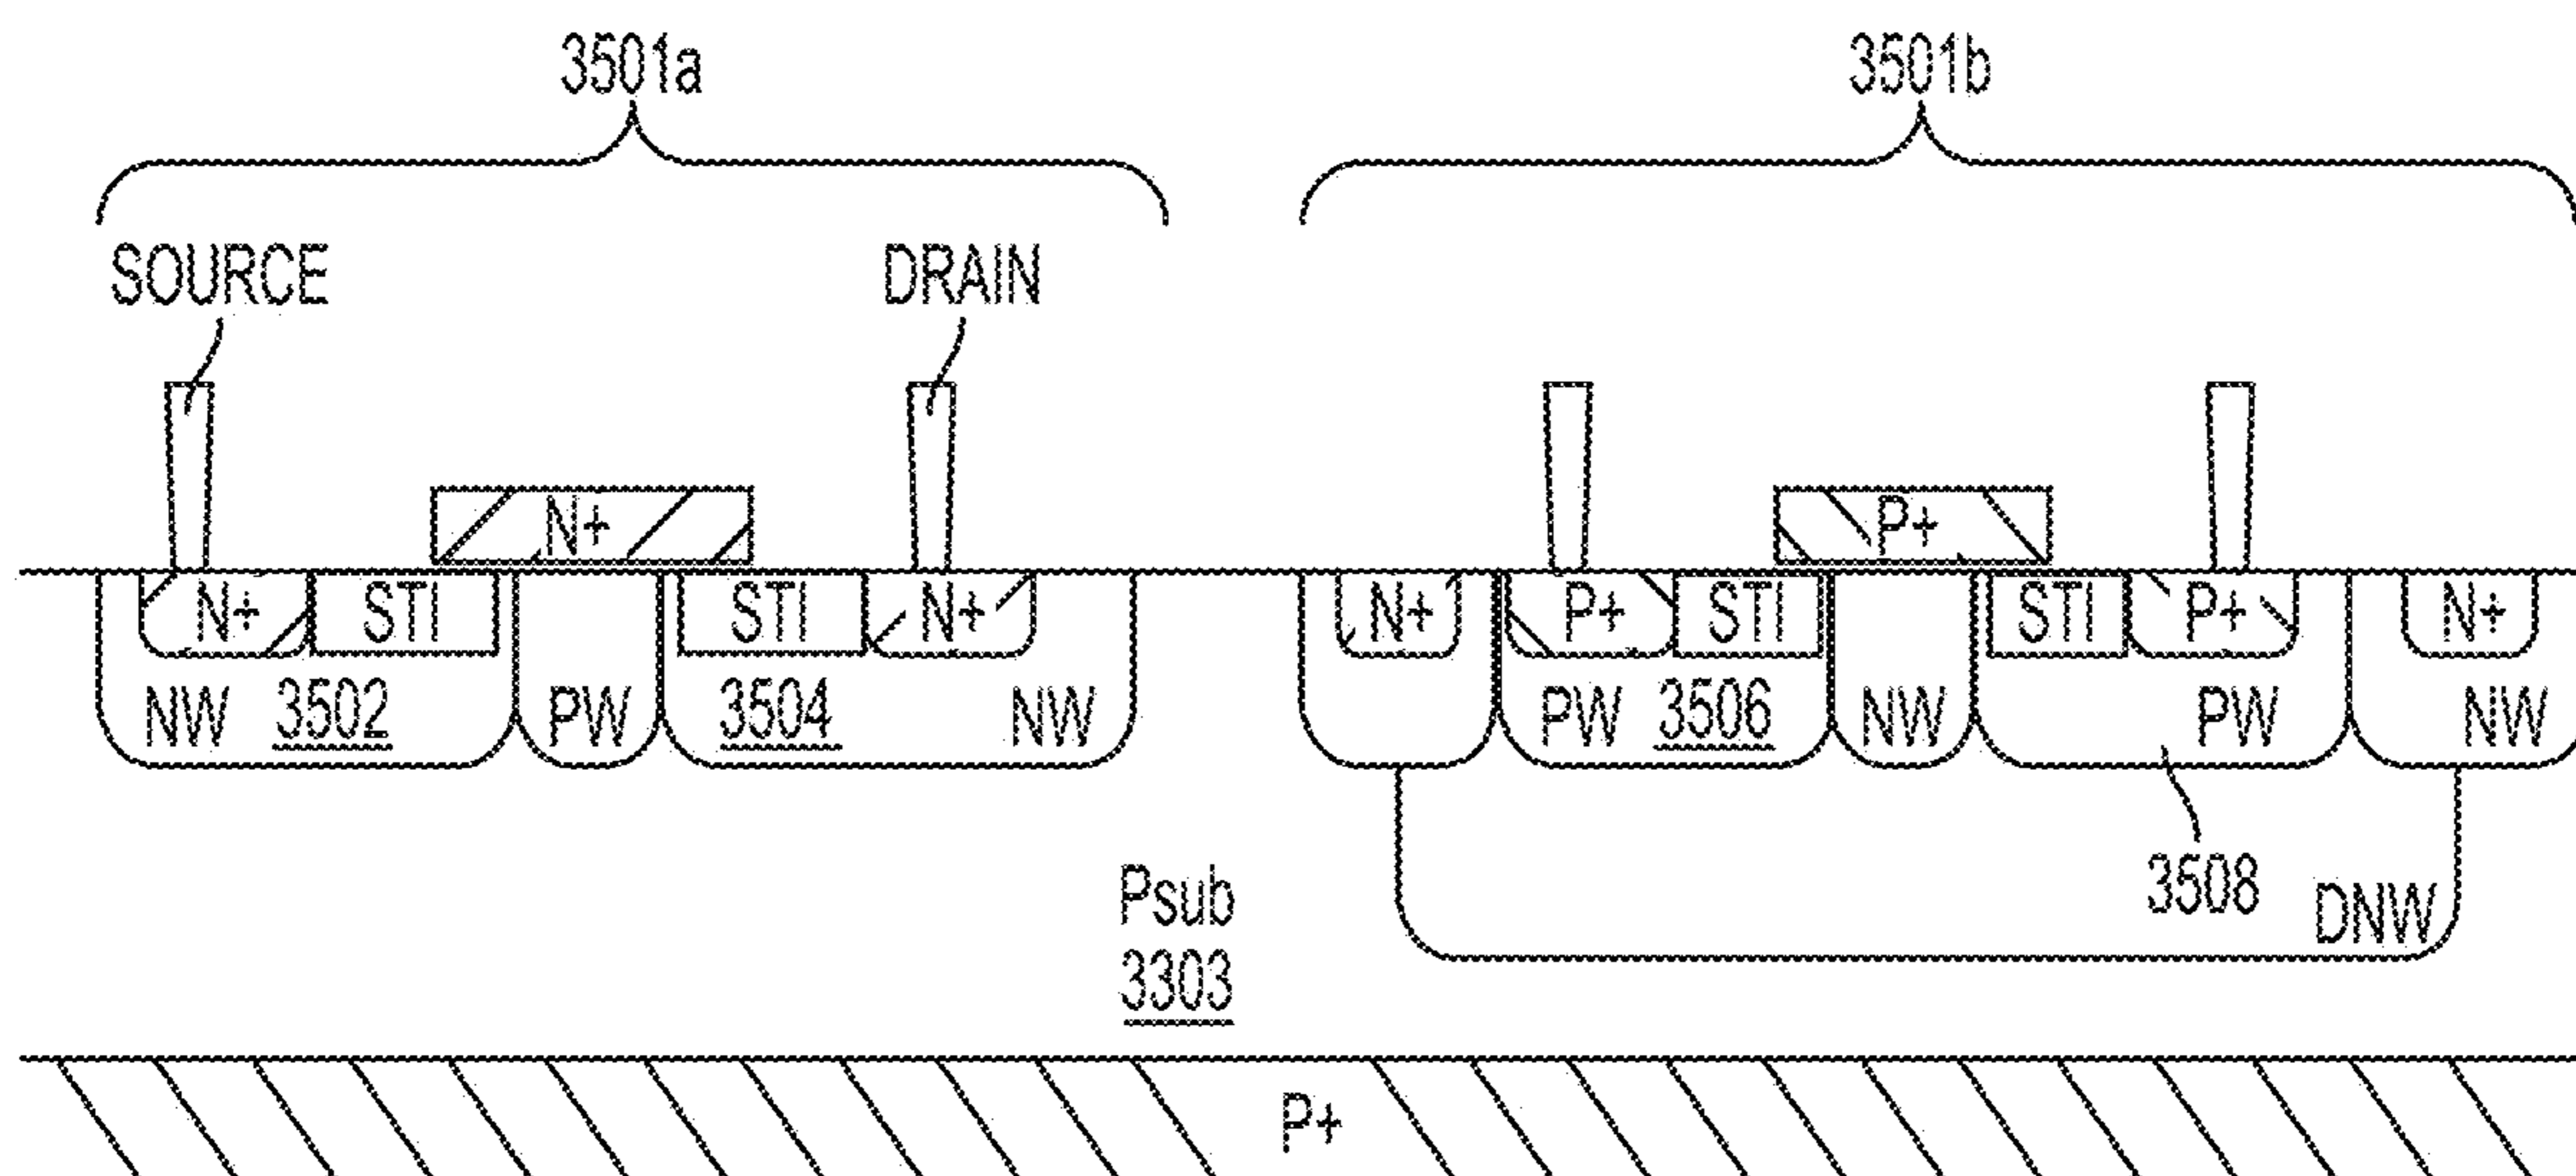 3501a 3501b
SOURCE DRAIN
N+ P+
N+ STI STI N+ N+ P+ STI STI P+ N+
NW 3502 PW 3504 NW PW 3506 NW PW NW
3508
Psub DNW
3303
P+